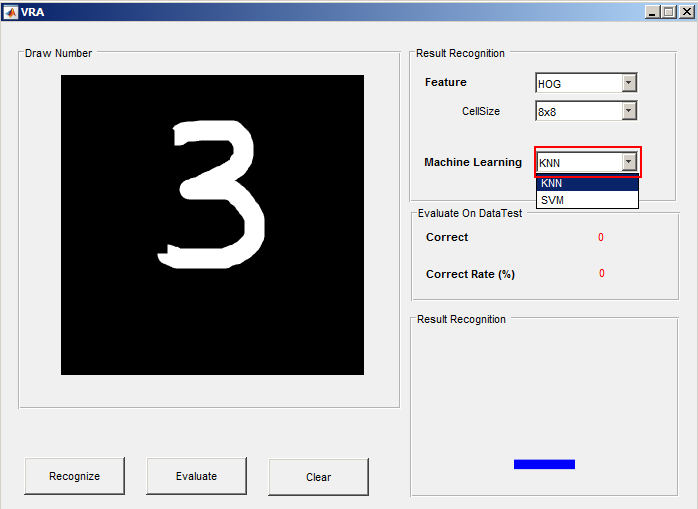 VRA
Draw Number
3
Result Recognition
Feature
HOG
CellSize
8x8
Machine Learning
KNN
KNN
SVM
Evaluate On DataTest
Correct
0
Correct Rate (%)
0
Result Recognition
Recognize
Evaluate
Clear